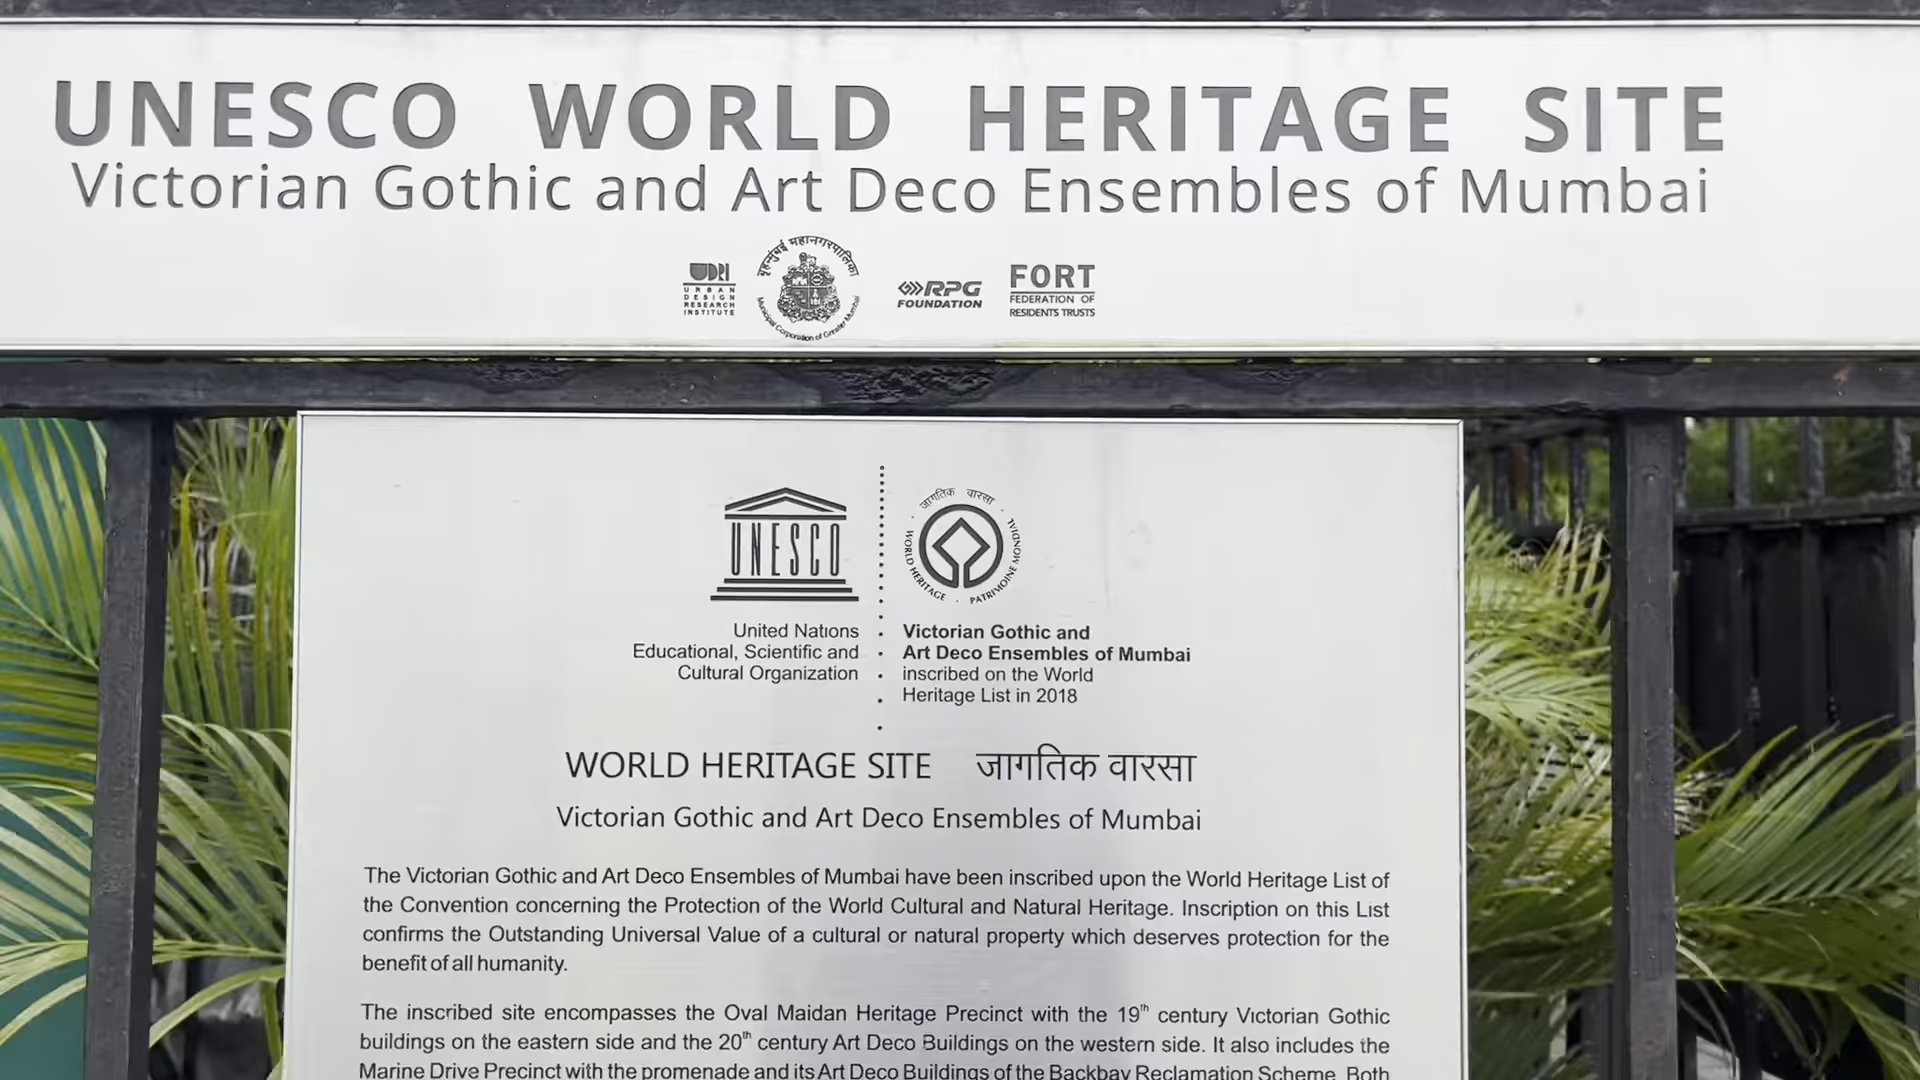 UNESCO WORLD HERITAGE SITE
Victorian Gothic and Art Deco Ensembles of Mumbai
UDRI
URBAN
DESIGN
RESEARCH
INSTITUTE
बृहन्मुंबई महानगरपालिका
Municipal Corporation of Greater Mumbai
RPG
FOUNDATION
FORT
FEDERATION OF
RESIDENTS TRUSTS
UNESCO
United Nations
Educational, Scientific and
Cultural Organization
जागतिक वारसा
WORLD HERITAGE · PATRIMOINE MONDIAL
Victorian Gothic and
Art Deco Ensembles of Mumbai
inscribed on the World
Heritage List in 2018
WORLD HERITAGE SITE जागतिक वारसा
Victorian Gothic and Art Deco Ensembles of Mumbai
The Victorian Gothic and Art Deco Ensembles of Mumbai have been inscribed upon the World Heritage List of
the Convention concerning the Protection of the World Cultural and Natural Heritage. Inscription on this List
confirms the Outstanding Universal Value of a cultural or natural property which deserves protection for the
benefit of all humanity.
The inscribed site encompasses the Oval Maidan Heritage Precinct with the 19th century Victorian Gothic
buildings on the eastern side and the 20th century Art Deco Buildings on the western side. It also includes the
Marine Drive Precinct with the promenade and its Art Deco Buildings of the Backbay Reclamation Scheme. Both